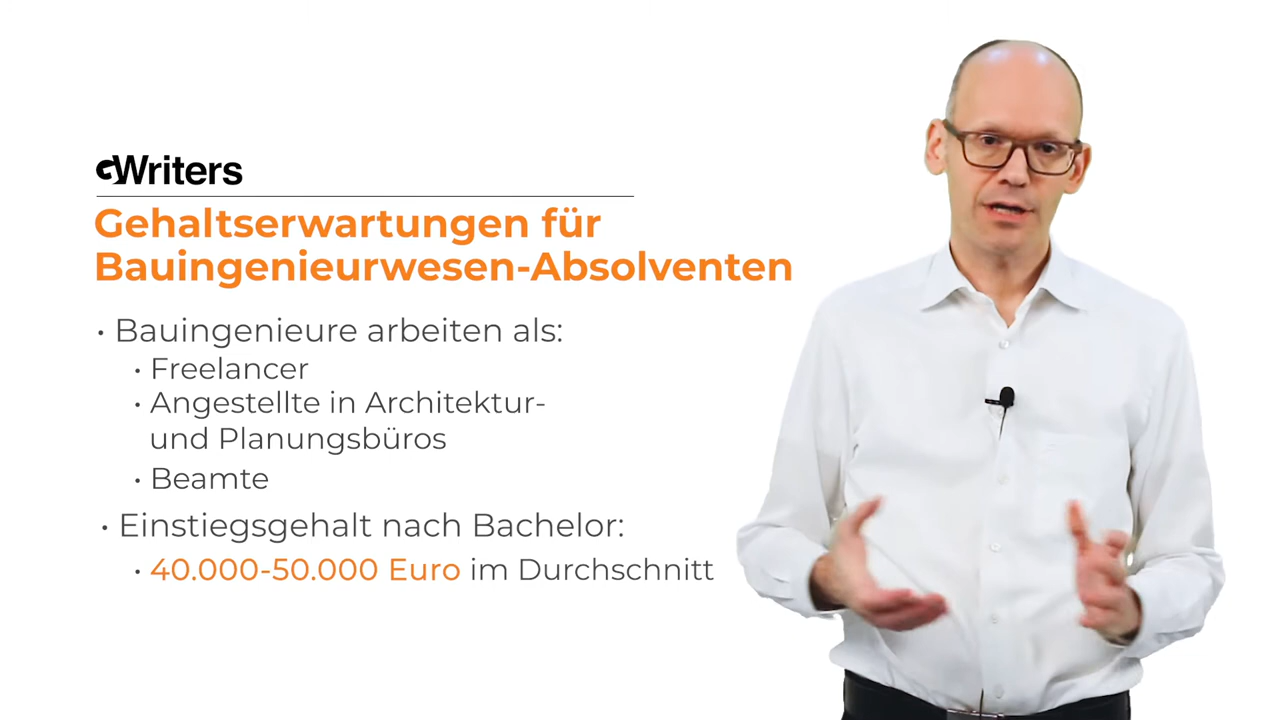 Writers
Gehaltserwartungen für
Bauingenieurwesen-Absolventen
• Bauingenieure arbeiten als:
• Freelancer
• Angestellte in Architektur-
und Planungsbüros
• Beamte
• Einstiegsgehalt nach Bachelor:
• 40.000-50.000 Euro im Durchschnitt